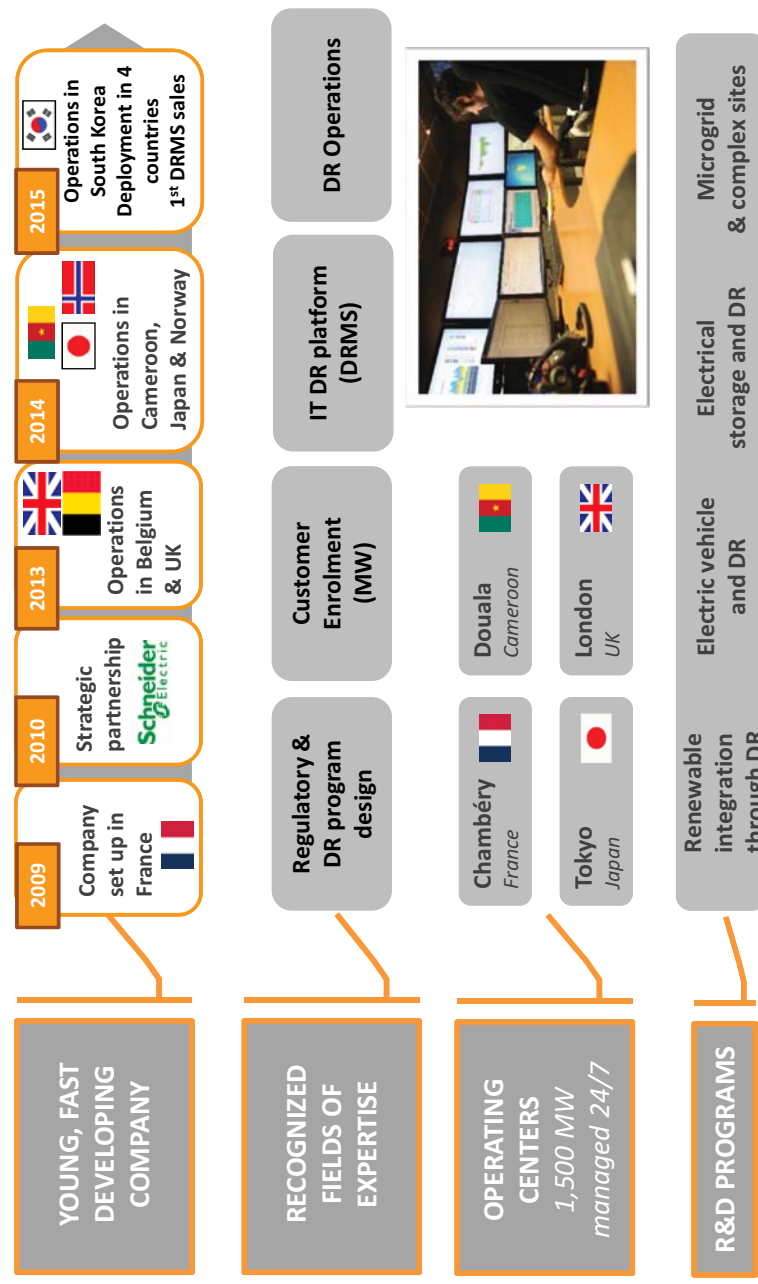 YOUNG, FAST
DEVELOPING
COMPANY
2009
Company
set up in
France
2010
Strategic
partnership
Schneider
Electric
2013
Operations
in Belgium
& UK
2014
Operations in
Cameroon,
Japan & Norway
2015
Operations in
South Korea
Deployment in 4
countries
1st DRMS sales
RECOGNIZED
FIELDS OF
EXPERTISE
Regulatory &
DR program
design
Customer
Enrolment
(MW)
IT DR platform
(DRMS)
DR Operations
OPERATING
CENTERS
1,500 MW
managed 24/7
Chambéry
France
Douala
Cameroon
Tokyo
Japan
London
UK
R&D PROGRAMS
Renewable
integration
through DR
Electric vehicle
and DR
Electrical
storage and DR
Microgrid
& complex sites